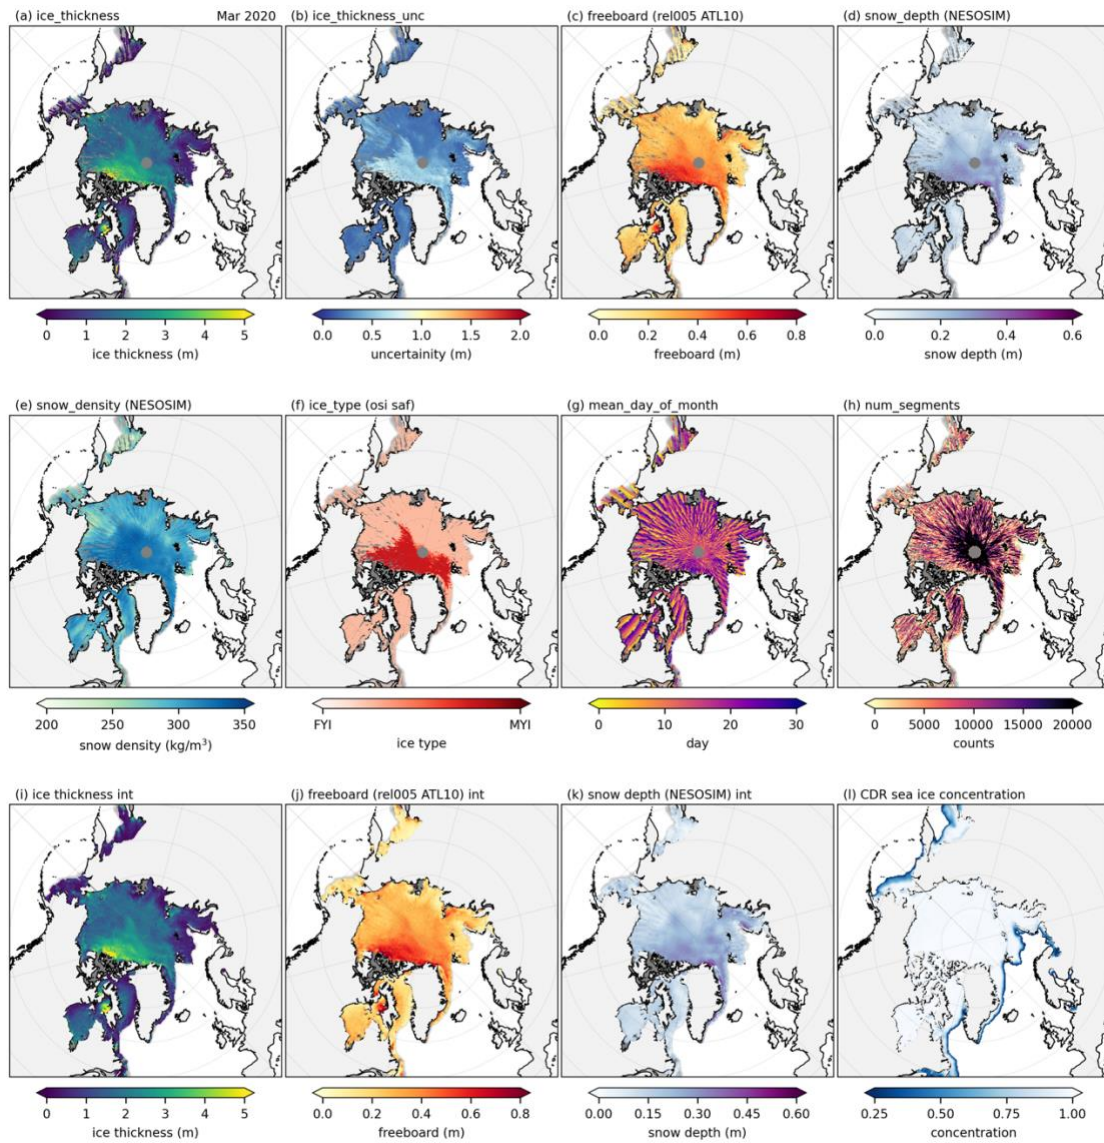 (a) ice_thickness Mar 2020
(b) ice_thickness_unc
(c) freeboard (rel005 ATL10)
(d) snow_depth (NESOSIM)
0 1 2 3 4 5
0.0 0.5 1.0 1.5 2.0
0.0 0.2 0.4 0.6 0.8
0.0 0.2 0.4 0.6
ice thickness (m)
uncertainity (m)
freeboard (m)
snow depth (m)
(e) snow_density (NESOSIM)
(f) ice_type (osi saf)
(g) mean_day_of_month
(h) num_segments
200 250 300 350
FYI MYI
0 10 20 30
0 5000 10000 15000 20000
snow density (kg/m³)
ice type
day
counts
(i) ice thickness int
(j) freeboard (rel005 ATL10) int
(k) snow depth (NESOSIM) int
(l) CDR sea ice concentration
0 1 2 3 4 5
0.0 0.2 0.4 0.6 0.8
0.00 0.15 0.30 0.45 0.60
0.25 0.50 0.75 1.00
ice thickness (m)
freeboard (m)
snow depth (m)
concentration